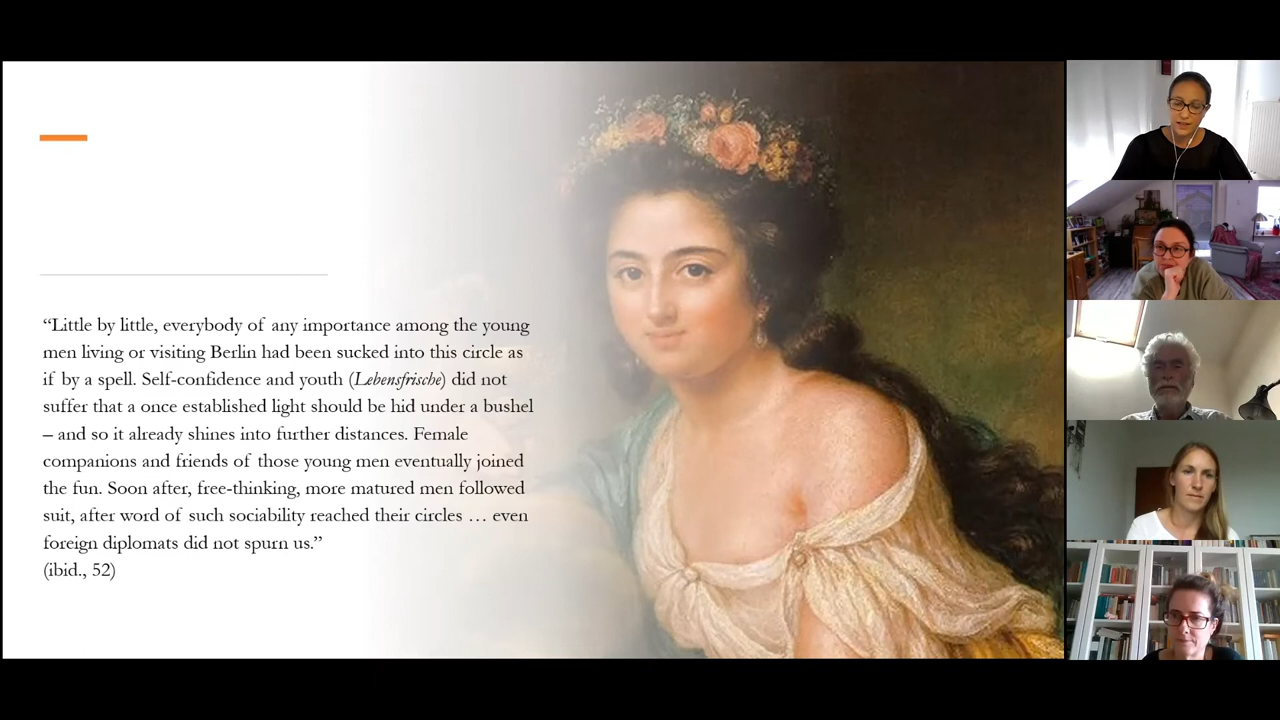 “Little by little, everybody of any importance among the young
men living or visiting Berlin had been sucked into this circle as
if by a spell. Self-confidence and youth (Lebensfrische) did not
suffer that a once established light should be hid under a bushel
– and so it already shines into further distances. Female
companions and friends of those young men eventually joined
the fun. Soon after, free-thinking, more matured men followed
suit, after word of such sociability reached their circles … even
foreign diplomats did not spurn us.”
(ibid., 52)